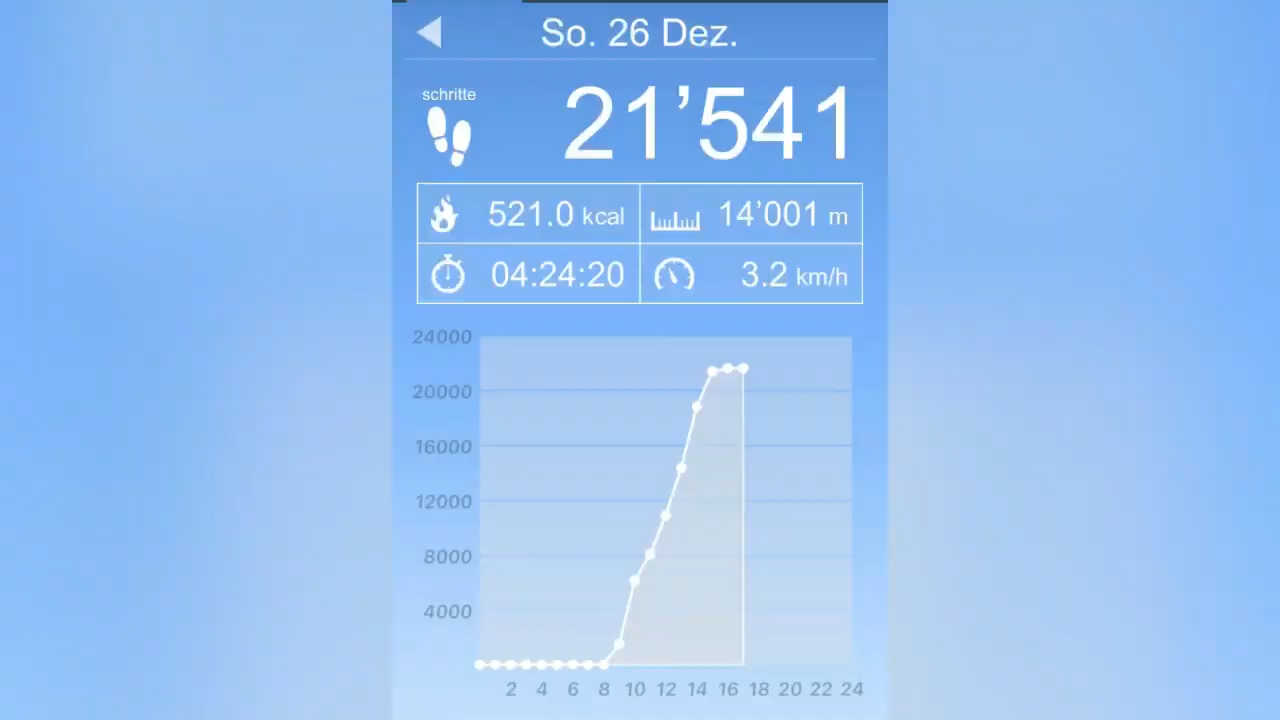 So. 26 Dez.
schritte
21’541
521.0 kcal
14’001 m
04:24:20
3.2 km/h
24000
20000
16000
12000
8000
4000
2 4 6 8 10 12 14 16 18 20 22 24